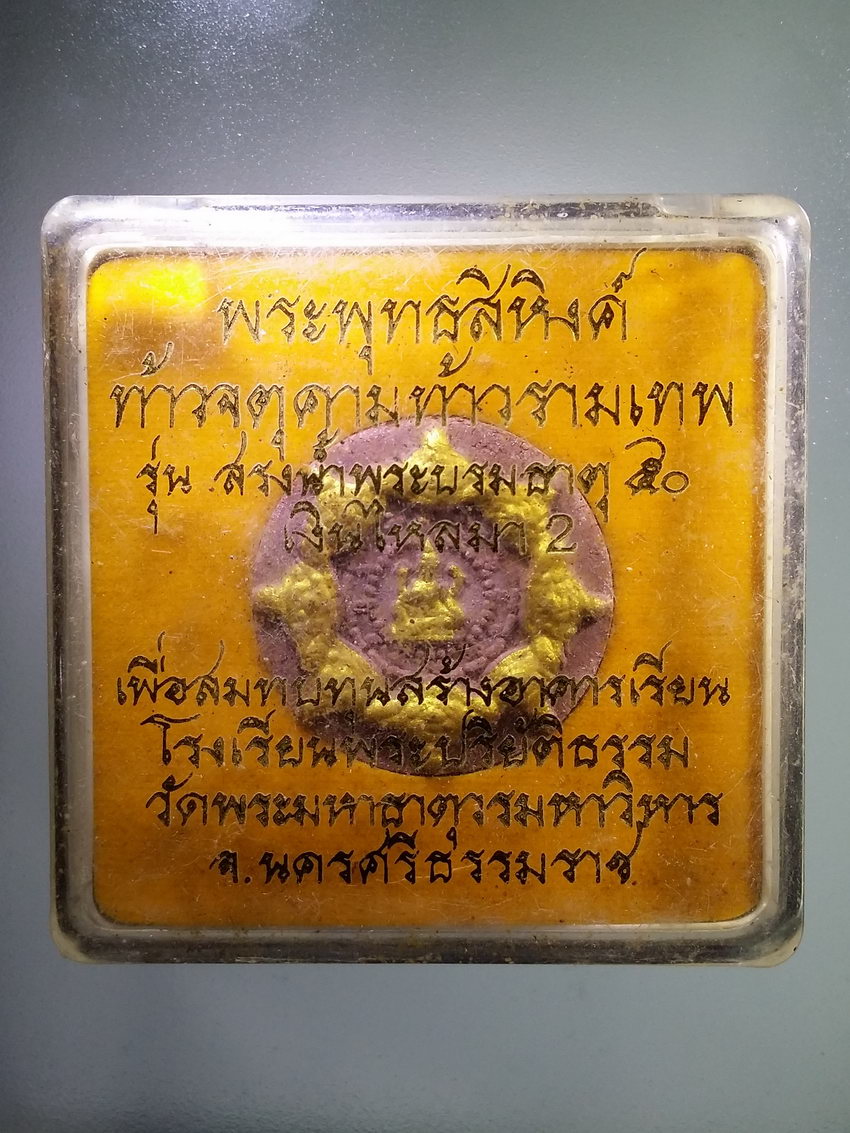 พระพุทธสิหิงค์
ท้าวจตุคามท้าวรามเทพ
รุ่น สรงน้ำพระบรมธาตุ ๕๐
เงินไหลมา 2
เพื่อสมทบทุนสร้างอาคารเรียน
โรงเรียนพระปริยัติธรรม
วัดพระมหาธาตุวรมหาวิหาร
จ.นครศรีธรรมราช